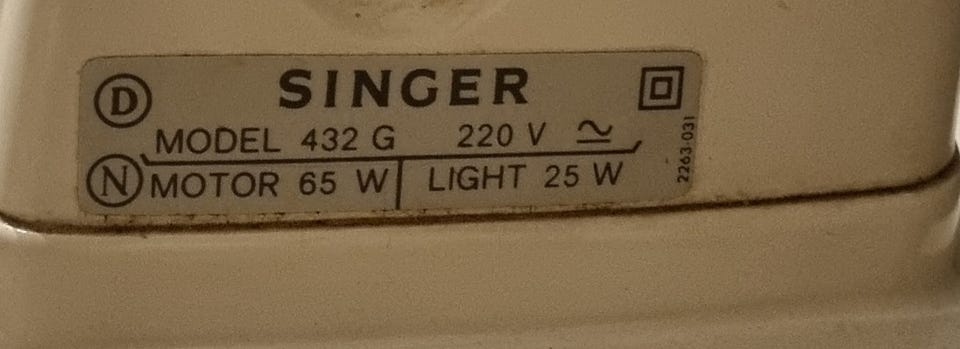 D
SINGER
MODEL 432 G 220 V ⎓
N
MOTOR 65 W LIGHT 25 W
2263-031